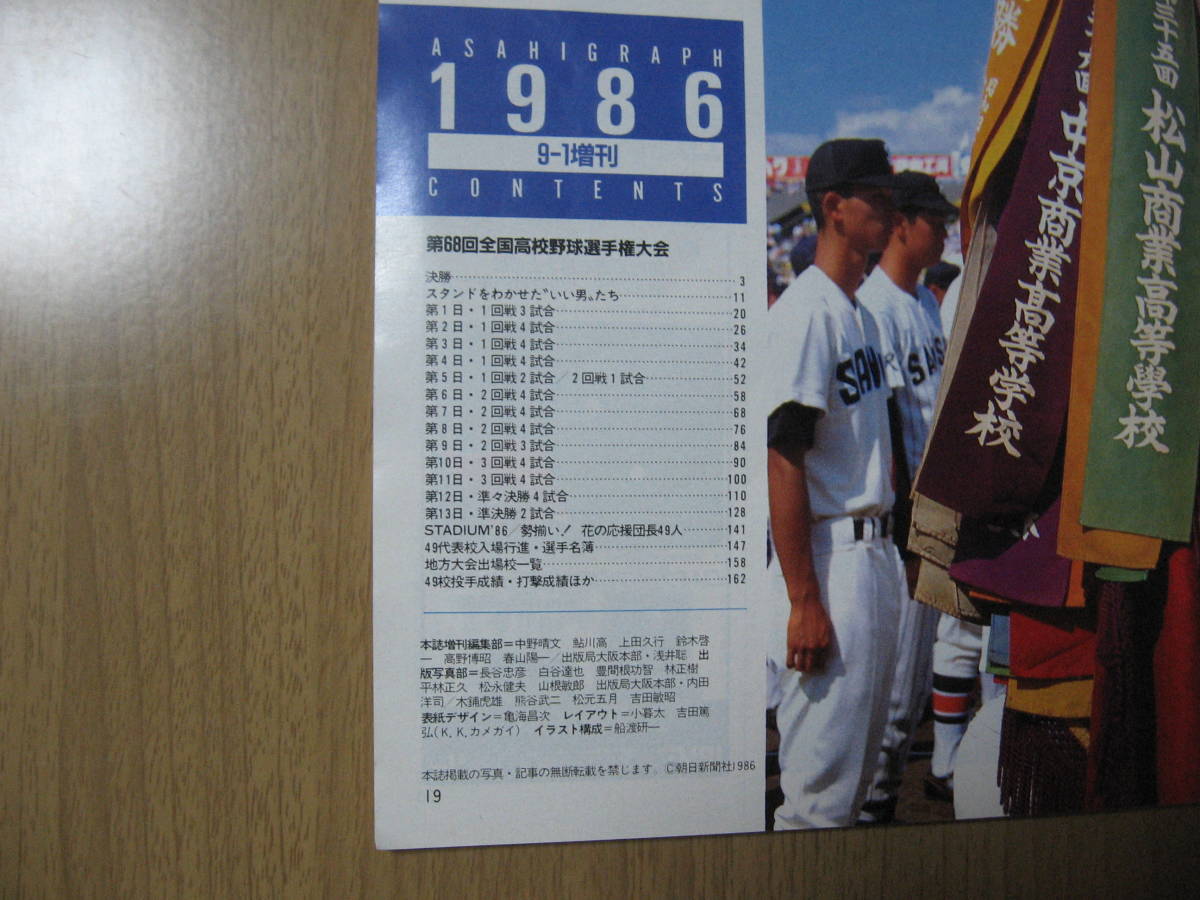 ASAHIGRAPH
1986
9-1増刊
CONTENTS
第68回全国高校野球選手権大会
決勝……3
スタンドをわかせた〝いい男〟たち……11
第1日・1回戦3試合……20
第2日・1回戦4試合……26
第3日・1回戦4試合……34
第4日・1回戦4試合……42
第5日・1回戦2試合／2回戦1試合……52
第6日・2回戦4試合……58
第7日・2回戦4試合……68
第8日・2回戦4試合……76
第9日・2回戦3試合……84
第10日・3回戦4試合……90
第11日・3回戦4試合……100
第12日・準々決勝4試合……110
第13日・準決勝2試合……128
STADIUM'86／勢揃い！ 花の応援団長49人……141
49代表校入場行進・選手名簿……147
地方大会出場校一覧……158
49校投手成績・打撃成績ほか……162
本誌増刊編集部＝中野晴文 鮎川高 上田久行 鈴木啓
一 高野博昭 春山陽一／出版局大阪本部・浅井聡 出
版写真部＝長谷忠彦 白谷達也 豊間根功智 林正樹
平林正久 松永健夫 山根敏郎 出版局大阪本部・内田
洋司／木鋪虎雄 熊谷武二 松元五月 吉田敏昭
表紙デザイン＝亀海昌次 レイアウト＝小暮太 吉田篤
弘(K.K.カメガイ) イラスト構成＝船渡研一
本誌掲載の写真・記事の無断転載を禁じます。Ⓒ朝日新聞社1986
19
勝
中京商業高等学校
三十五回 松山商業高等學校
SAN